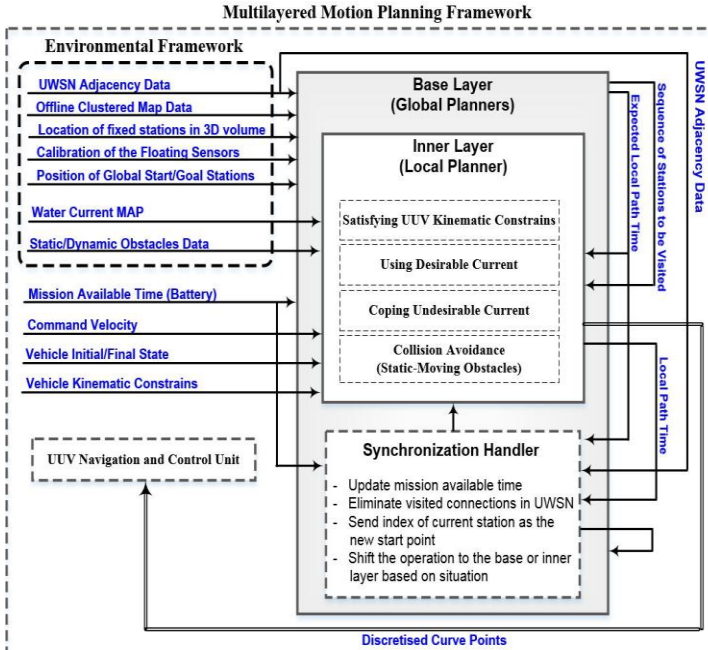 Multilayered Motion Planning Framework
Environmental Framework
UWSN Adjacency Data
Offline Clustered Map Data
Location of fixed stations in 3D volume
Calibration of the Floating Sensors
Position of Global Start/Goal Stations
Water Current MAP
Static/Dynamic Obstacles Data
Mission Available Time (Battery)
Command Velocity
Vehicle Initial/Final State
Vehicle Kinematic Constrains
UUV Navigation and Control Unit
Base Layer
(Global Planners)
Inner Layer
(Local Planner)
Satisfying UUV Kinematic Constrains
Using Desirable Current
Coping Undesirable Current
Collision Avoidance
(Static-Moving Obstacles)
Synchronization Handler
- Update mission available time
- Eliminate visited connections in UWSN
- Send index of current station as the
new start point
- Shift the operation to the base or inner
layer based on situation
Expected Local Path Time
Sequence of Stations to be Visited
UWSN Adjacency Data
Local Path Time
Discretised Curve Points